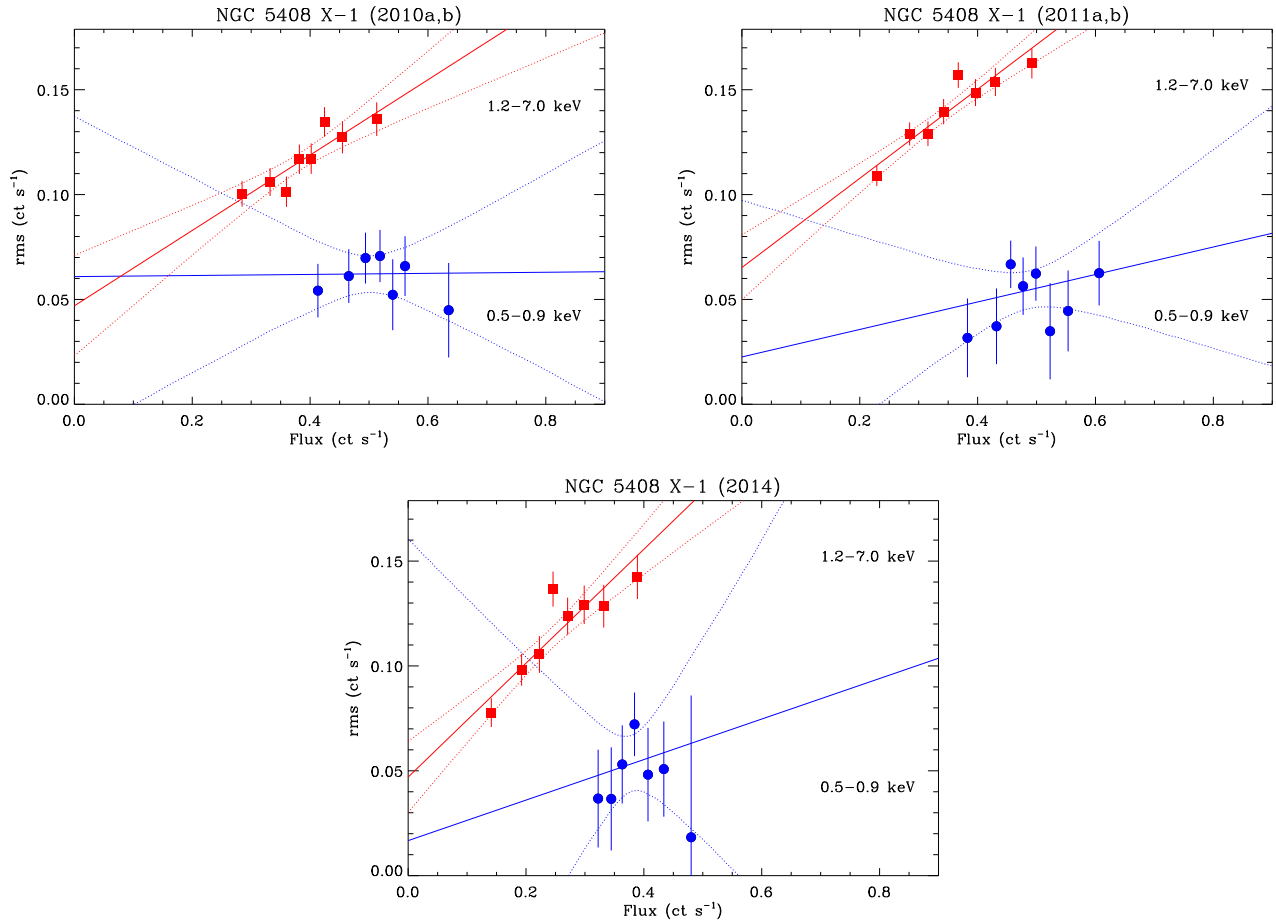 NGC 5408 X−1 (2010a,b)
0.15
0.10
0.05
0.00
rms (ct s⁻¹)
1.2−7.0 keV
0.5−0.9 keV
0.0 0.2 0.4 0.6 0.8
Flux (ct s⁻¹)
NGC 5408 X−1 (2011a,b)
0.15
0.10
0.05
0.00
rms (ct s⁻¹)
1.2−7.0 keV
0.5−0.9 keV
0.0 0.2 0.4 0.6 0.8
Flux (ct s⁻¹)
NGC 5408 X−1 (2014)
0.15
0.10
0.05
0.00
rms (ct s⁻¹)
1.2−7.0 keV
0.5−0.9 keV
0.0 0.2 0.4 0.6 0.8
Flux (ct s⁻¹)